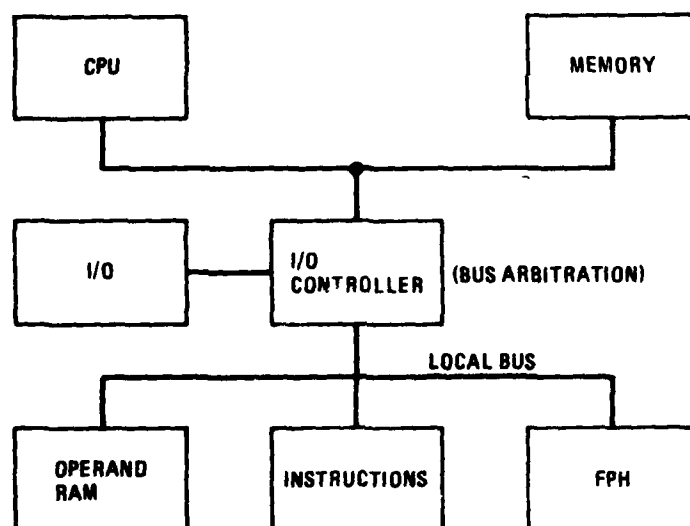 CPU
MEMORY
I/O
I/O
CONTROLLER
(BUS ARBITRATION)
LOCAL BUS
OPERAND
RAM
INSTRUCTIONS
FPH